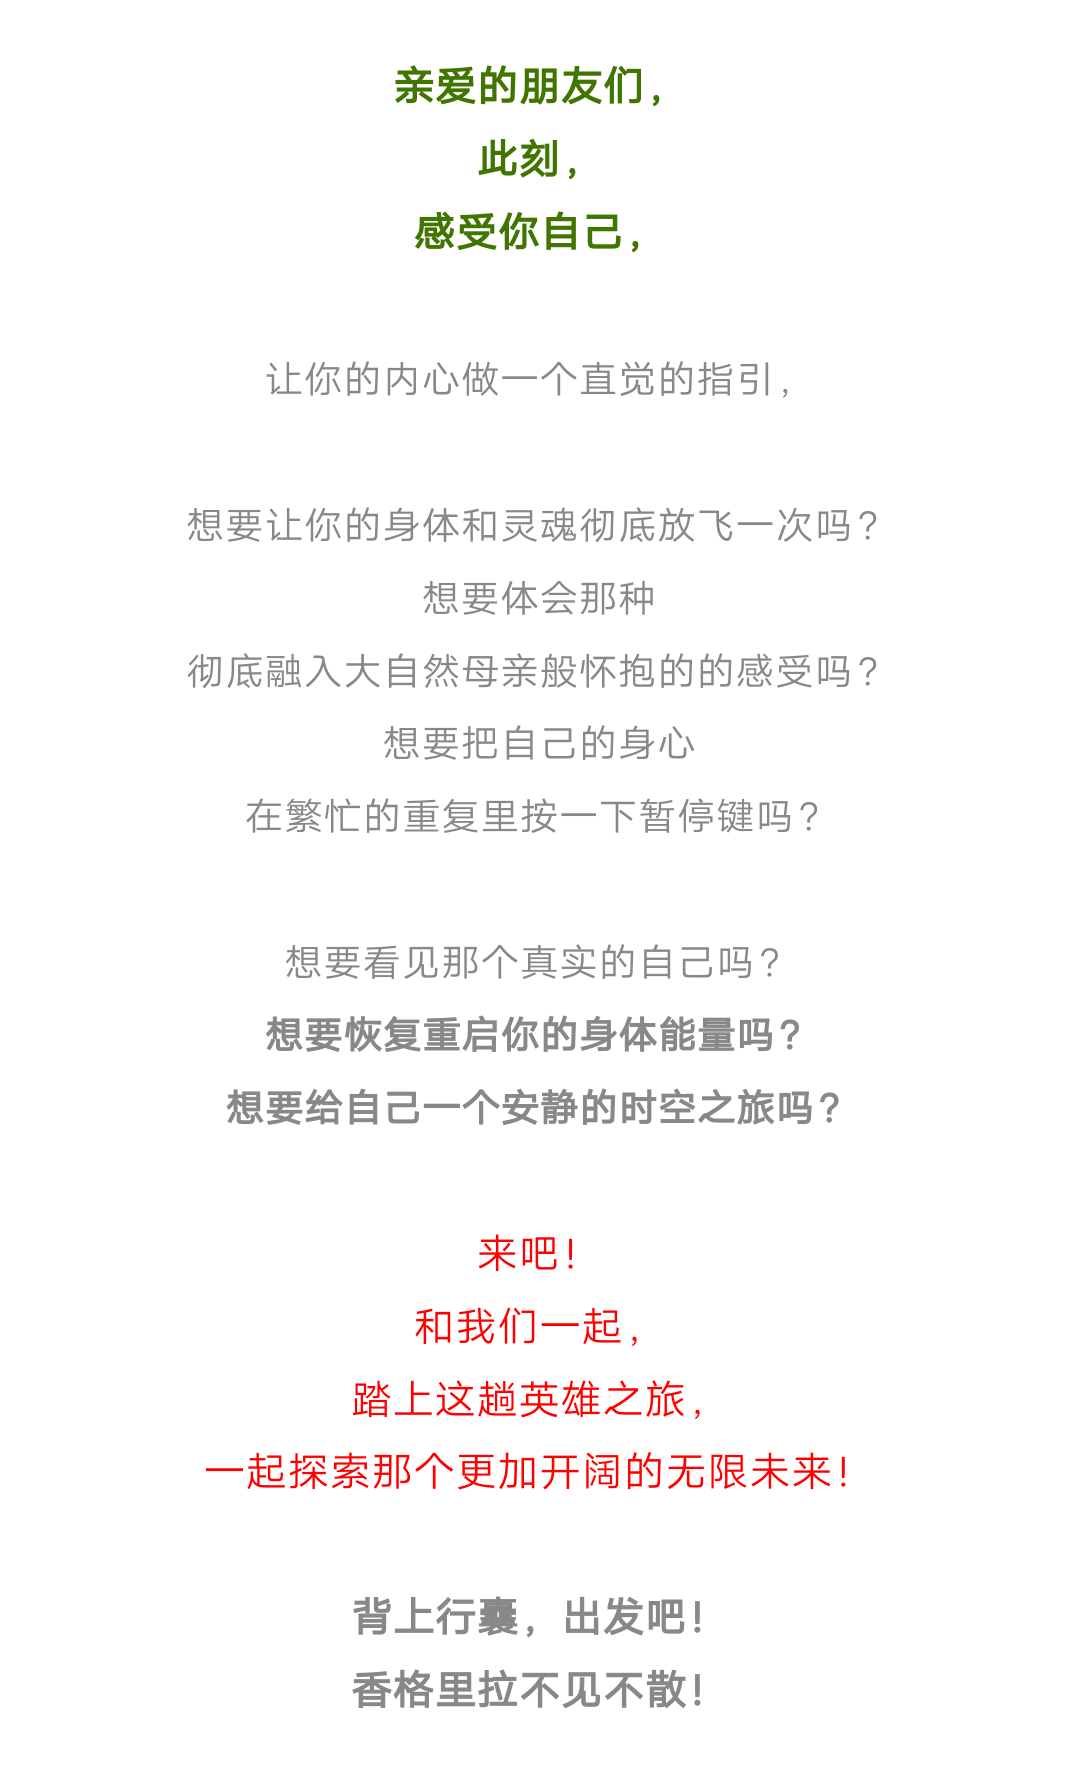 亲爱的朋友们，
此刻，
感受你自己，
让你的内心做一个直觉的指引，
想要让你的身体和灵魂彻底放飞一次吗？
想要体会那种
彻底融入大自然母亲般怀抱的的感受吗？
想要把自己的身心
在繁忙的重复里按一下暂停键吗？
想要看见那个真实的自己吗？
想要恢复重启你的身体能量吗？
想要给自己一个安静的时空之旅吗？
来吧！
和我们一起，
踏上这趟英雄之旅，
一起探索那个更加开阔的无限未来！
背上行囊，出发吧！
香格里拉不见不散！